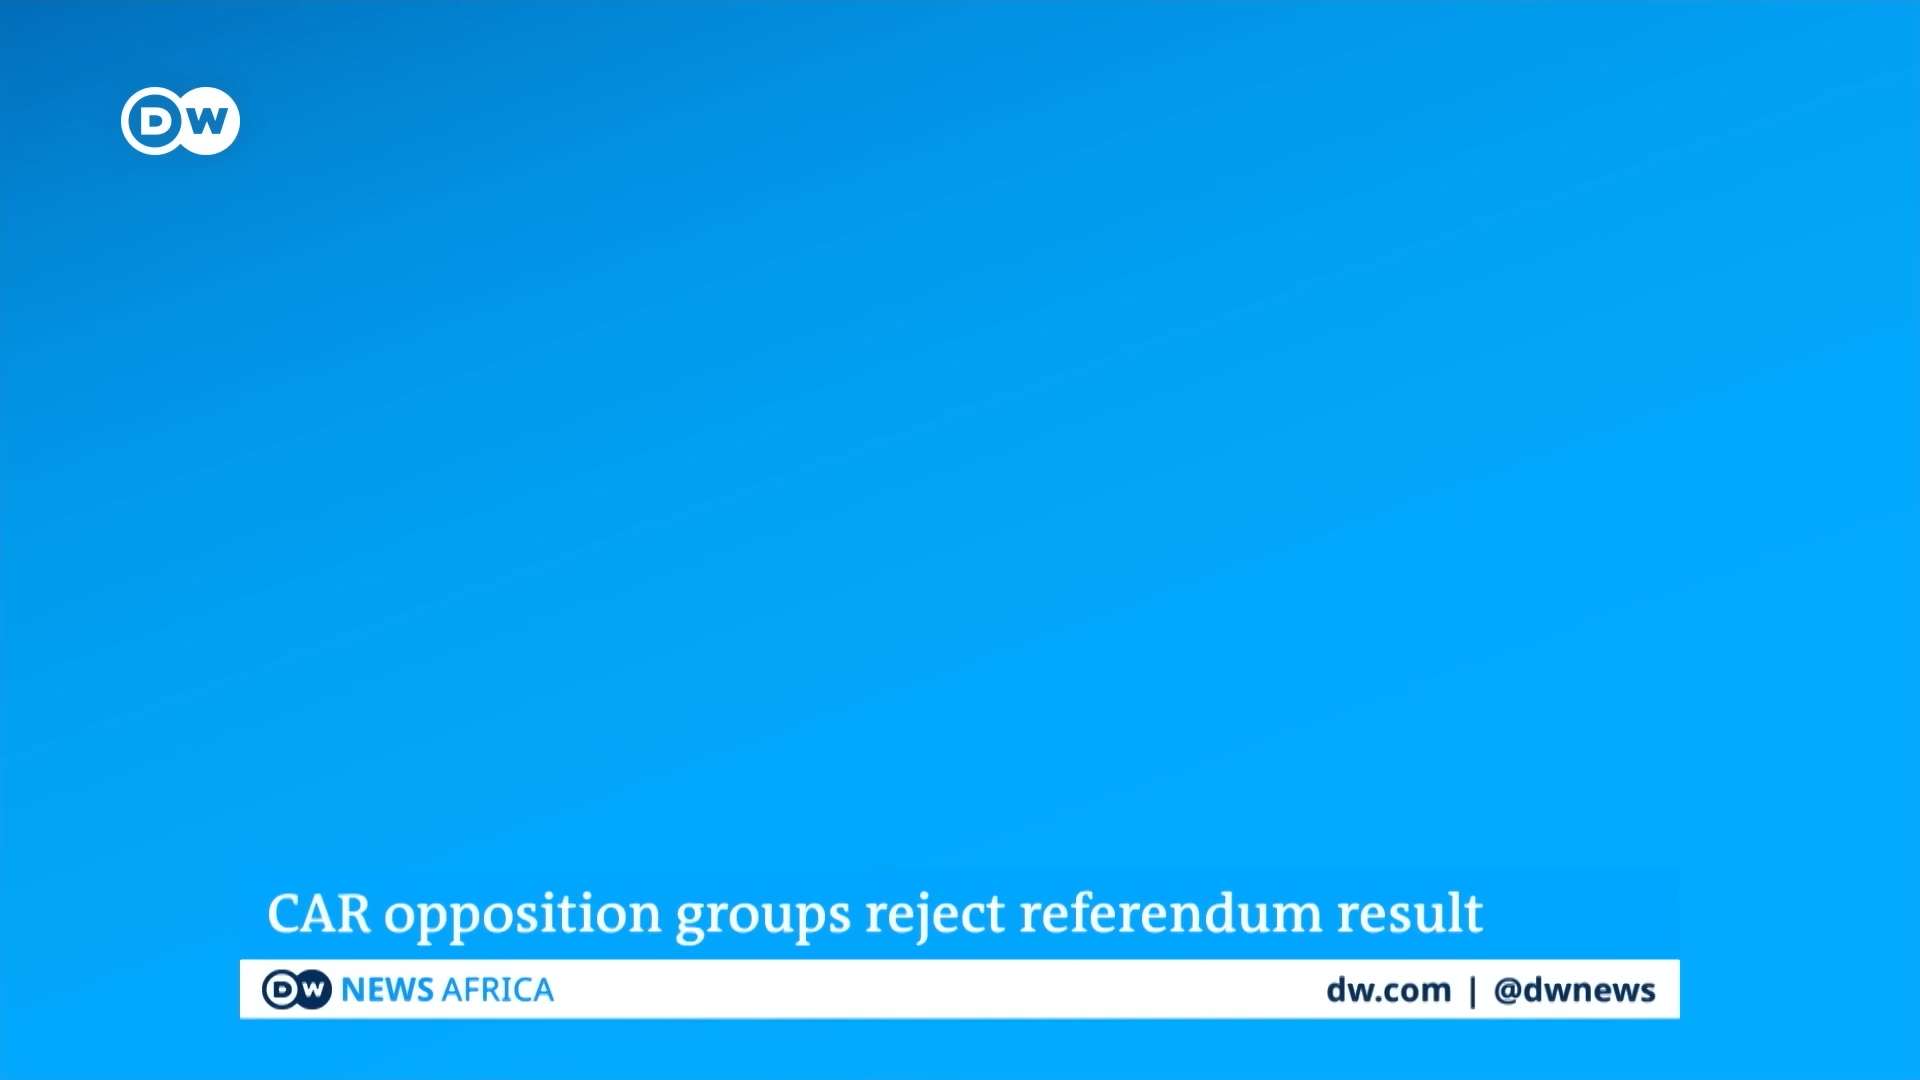 DW
CAR opposition groups reject referendum result
DW NEWS AFRICA
dw.com | @dwnews